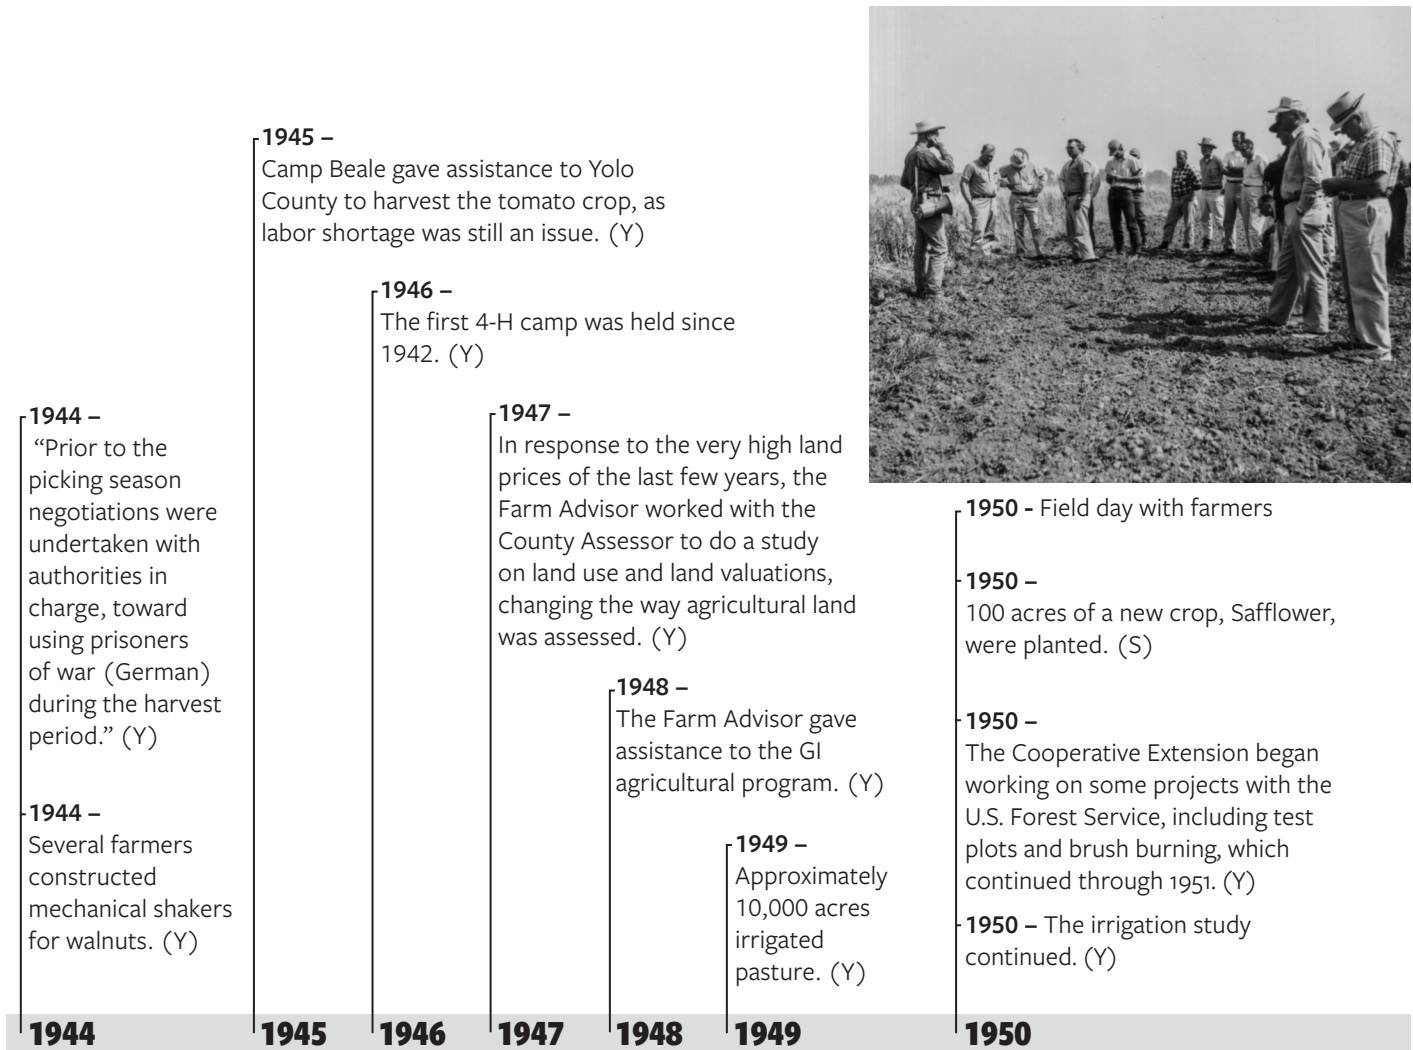 1945 –
Camp Beale gave assistance to Yolo
County to harvest the tomato crop, as
labor shortage was still an issue. (Y)
1946 –
The first 4-H camp was held since
1942. (Y)
1944 –
“Prior to the
picking season
negotiations were
undertaken with
authorities in
charge, toward
using prisoners
of war (German)
during the harvest
period.” (Y)
1944 –
Several farmers
constructed
mechanical shakers
for walnuts. (Y)
1947 –
In response to the very high land
prices of the last few years, the
Farm Advisor worked with the
County Assessor to do a study
on land use and land valuations,
changing the way agricultural land
was assessed. (Y)
1948 –
The Farm Advisor gave
assistance to the GI
agricultural program. (Y)
1949 –
Approximately
10,000 acres
irrigated
pasture. (Y)
1950 - Field day with farmers
1950 –
100 acres of a new crop, Safflower,
were planted. (S)
1950 –
The Cooperative Extension began
working on some projects with the
U.S. Forest Service, including test
plots and brush burning, which
continued through 1951. (Y)
1950 – The irrigation study
continued. (Y)
1944 1945 1946 1947 1948 1949 1950